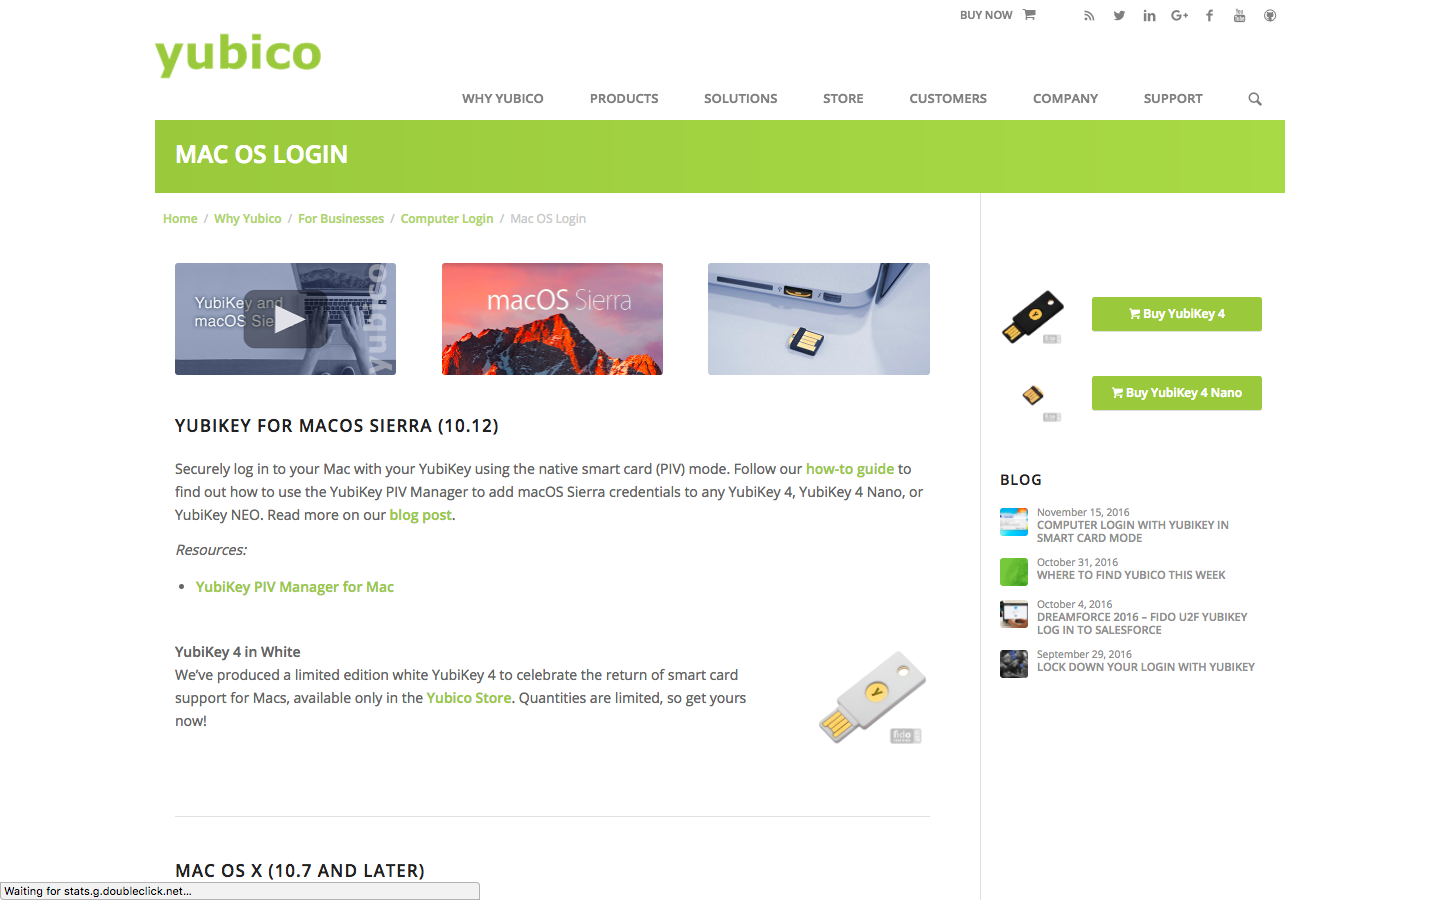 BUY NOW
yubico
WHY YUBICO PRODUCTS SOLUTIONS STORE CUSTOMERS COMPANY SUPPORT
MAC OS LOGIN
Home / Why Yubico / For Businesses / Computer Login / Mac OS Login
YubiKey and
macOS Sie
yubico
macOS Sierra
YUBIKEY FOR MACOS SIERRA (10.12)
Securely log in to your Mac with your YubiKey using the native smart card (PIV) mode. Follow our how-to guide to
find out how to use the YubiKey PIV Manager to add macOS Sierra credentials to any YubiKey 4, YubiKey 4 Nano, or
YubiKey NEO. Read more on our blog post.
Resources:
• YubiKey PIV Manager for Mac
YubiKey 4 in White
We've produced a limited edition white YubiKey 4 to celebrate the return of smart card
support for Macs, available only in the Yubico Store. Quantities are limited, so get yours
now!
fido
MAC OS X (10.7 AND LATER)
Buy YubiKey 4
Buy YubiKey 4 Nano
BLOG
November 15, 2016
COMPUTER LOGIN WITH YUBIKEY IN
SMART CARD MODE
October 31, 2016
WHERE TO FIND YUBICO THIS WEEK
October 4, 2016
DREAMFORCE 2016 – FIDO U2F YUBIKEY
LOG IN TO SALESFORCE
September 29, 2016
LOCK DOWN YOUR LOGIN WITH YUBIKEY
Waiting for stats.g.doubleclick.net...